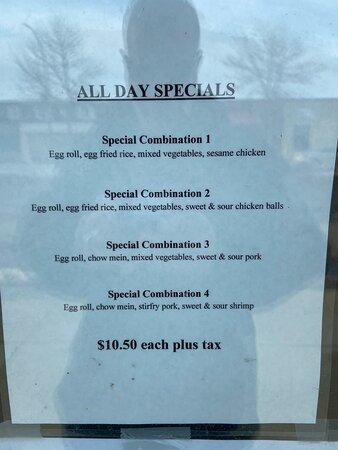 ALL DAY SPECIALS
Special Combination 1
Egg roll, egg fried rice, mixed vegetables, sesame chicken
Special Combination 2
Egg roll, egg fried rice, mixed vegetables, sweet & sour chicken balls
Special Combination 3
Egg roll, chow mein, mixed vegetables, sweet & sour pork
Special Combination 4
Egg roll, chow mein, stirfry pork, sweet & sour shrimp
$10.50 each plus tax